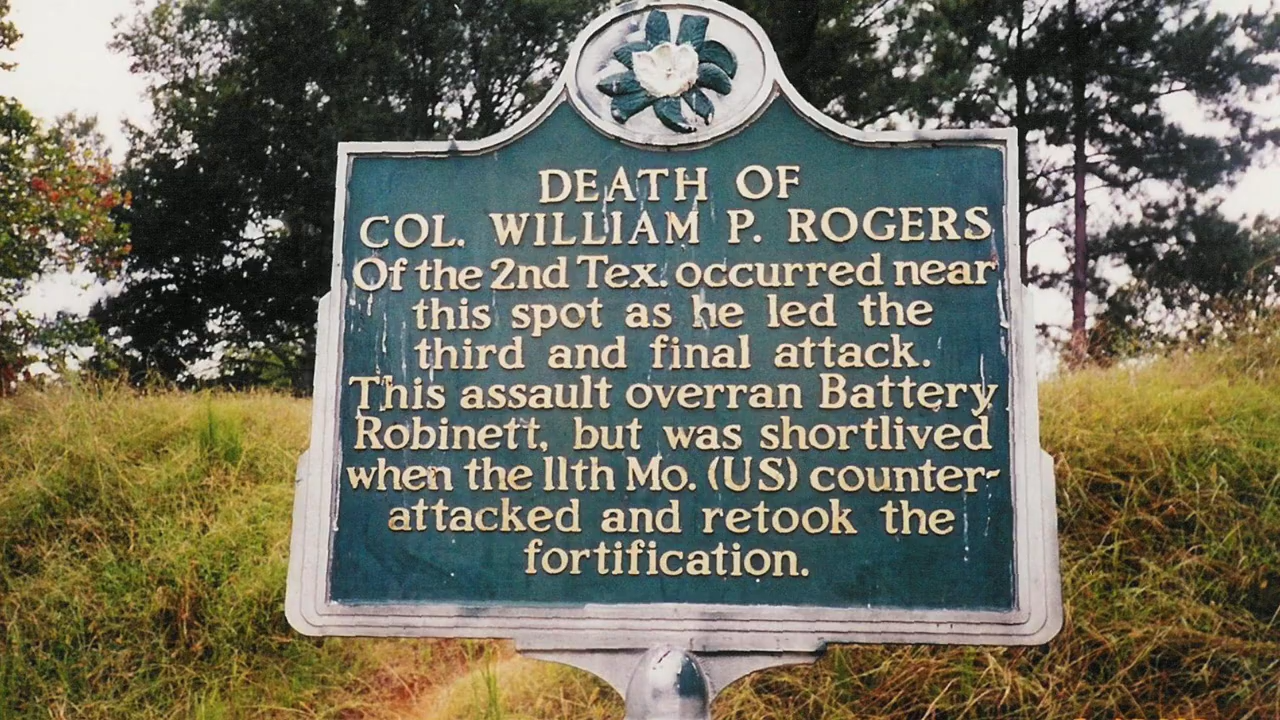 DEATH OF
COL. WILLIAM P. ROGERS
Of the 2nd Tex. occurred near
this spot as he led the
third and final attack.
This assault overran Battery
Robinett, but was shortlived
when the 11th Mo. (US) counter-
attacked and retook the
fortification.